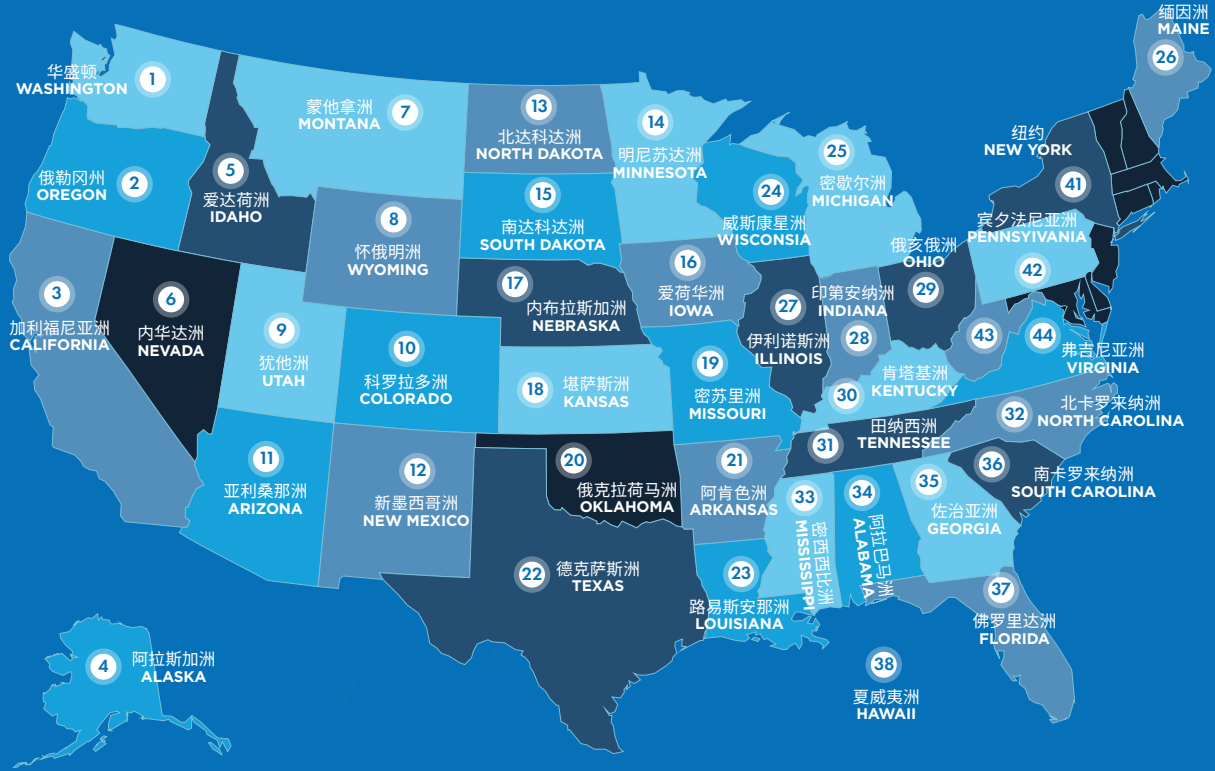 缅因洲
MAINE
26
华盛顿
WASHINGTON
1
蒙他拿洲
MONTANA
7
13
北达科达洲
NORTH DAKOTA
14
明尼苏达洲
MINNESOTA
25
密歇尔洲
MICHIGAN
纽约
NEW YORK
41
俄勒冈州
OREGON
2
5
爱达荷洲
IDAHO
15
南达科达洲
SOUTH DAKOTA
24
威斯康星洲
WISCONSIA
8
怀俄明洲
WYOMING
宾夕法尼亚洲
PENNSYIVANIA
42
俄亥俄洲
OHIO
29
3
加利福尼亚洲
CALIFORNIA
6
内华达洲
NEVADA
17
内布拉斯加洲
NEBRASKA
16
爱荷华洲
IOWA
27
伊利诺斯洲
ILLINOIS
印第安纳洲
INDIANA
28
43
44
弗吉尼亚洲
VIRGINIA
9
犹他洲
UTAH
10
科罗拉多洲
COLORADO
18
堪萨斯洲
KANSAS
19
密苏里洲
MISSOURI
30
肯塔基洲
KENTUCKY
32
北卡罗来纳洲
NORTH CAROLINA
31
田纳西洲
TENNESSEE
11
亚利桑那洲
ARIZONA
12
新墨西哥洲
NEW MEXICO
20
俄克拉荷马洲
OKLAHOMA
21
阿肯色洲
ARKANSAS
33
密西西比洲
MISSISSIPPI
34
阿拉巴马洲
ALABAMA
35
佐治亚洲
GEORGIA
36
南卡罗来纳洲
SOUTH CAROLINA
22
德克萨斯洲
TEXAS
23
路易斯安那洲
LOUISIANA
37
佛罗里达洲
FLORIDA
4
阿拉斯加洲
ALASKA
7
38
夏威夷洲
HAWAII